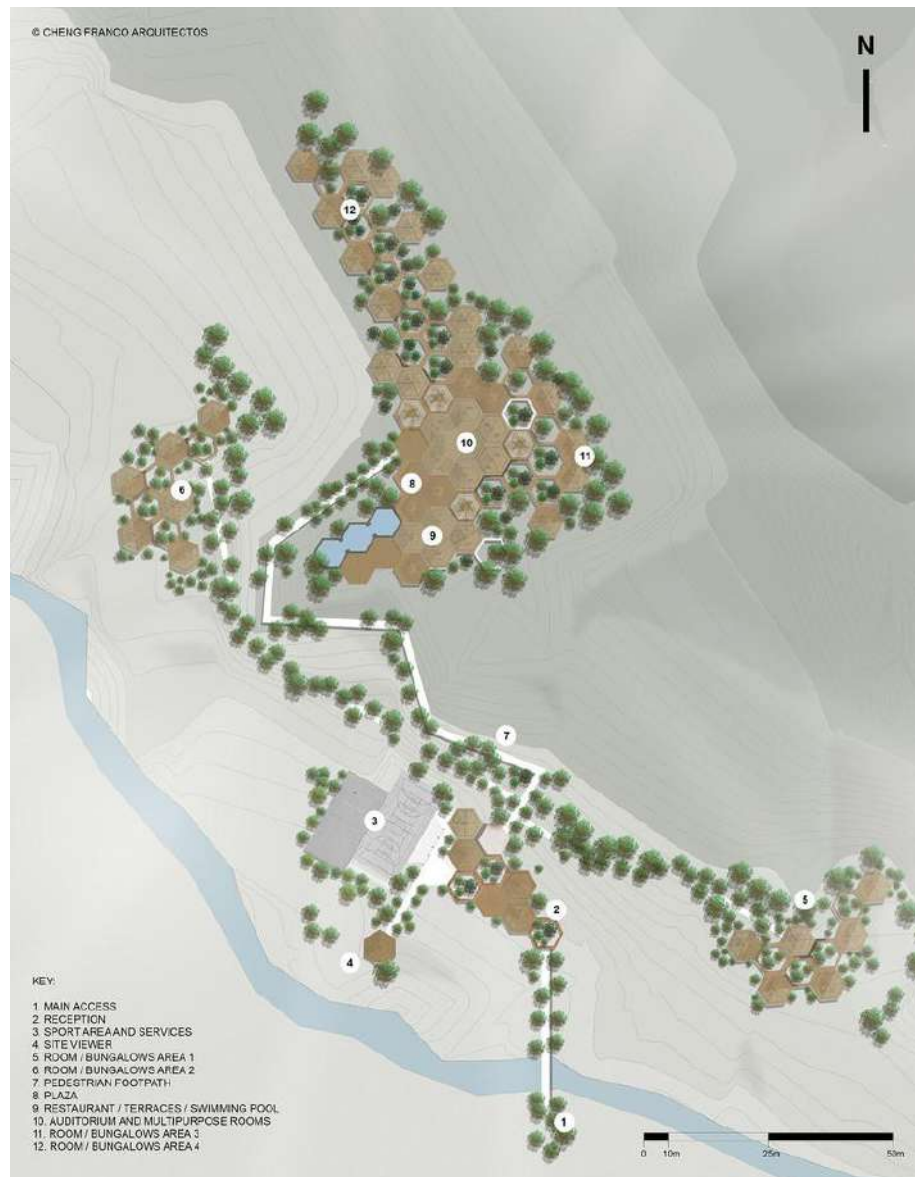 © CHENG FRANCO ARQUITECTOS
N
12
10
11
6
8
9
7
3
5
2
4
1
KEY:
1. MAIN ACCESS
2. RECEPTION
3. SPORT AREA AND SERVICES
4. SITE VIEWER
5. ROOM / BUNGALOWS AREA 1
6. ROOM / BUNGALOWS AREA 2
7. PEDESTRIAN FOOTPATH
8. PLAZA
9. RESTAURANT / TERRACES / SWIMMING POOL
10. AUDITORIUM AND MULTIPURPOSE ROOMS
11. ROOM / BUNGALOWS AREA 3
12. ROOM / BUNGALOWS AREA 4
0 10m 25m 50m